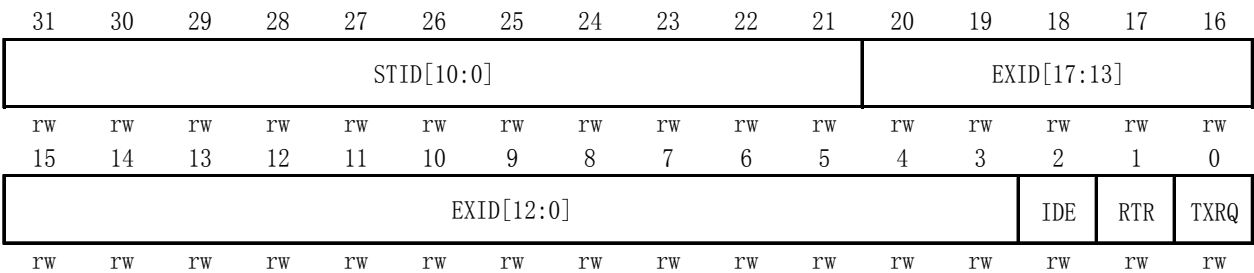 31 30 29 28 27 26 25 24 23 22 21 20 19 18 17 16
STID[10:0] EXID[17:13]
rw rw rw rw rw rw rw rw rw rw rw rw rw rw rw rw
15 14 13 12 11 10 9 8 7 6 5 4 3 2 1 0
EXID[12:0] IDE RTR TXRQ
rw rw rw rw rw rw rw rw rw rw rw rw rw rw rw rw